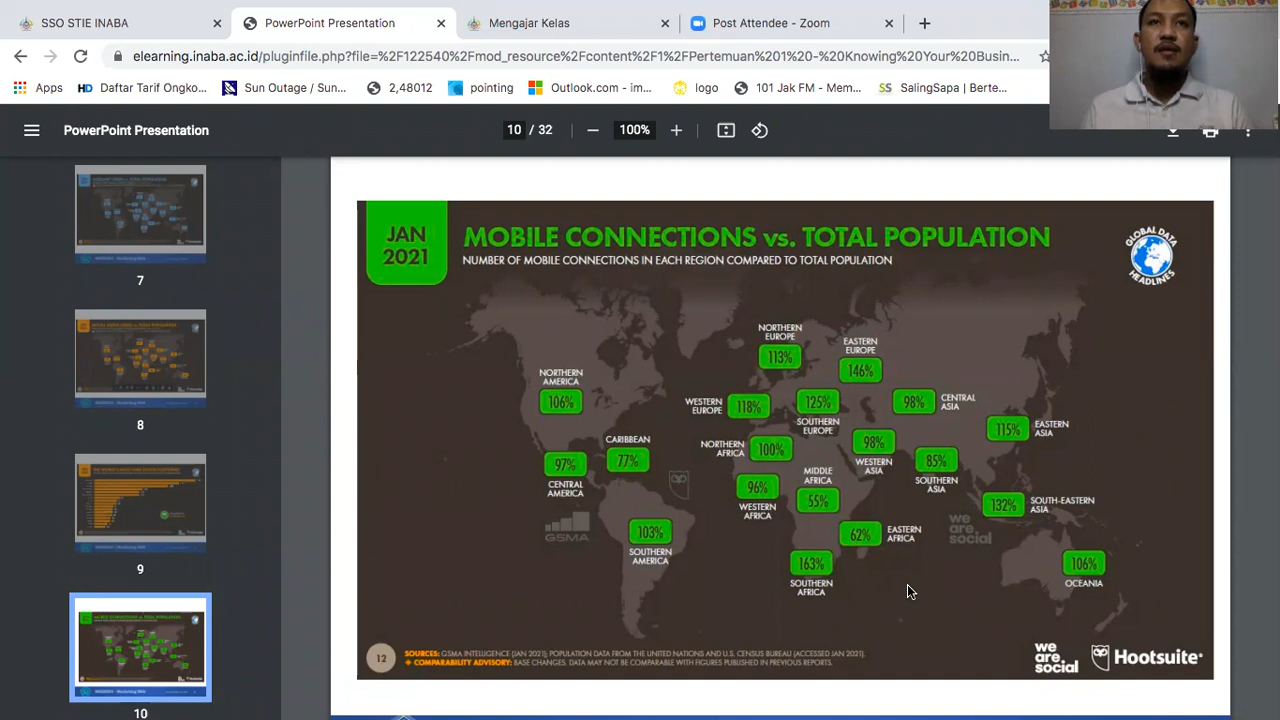 SSO STIE INABA
PowerPoint Presentation
Mengajar Kelas
Post Attendee - Zoom
elearning.inaba.ac.id/pluginfile.php?file=%2F122540%2Fmod_resource%2Fcontent%2F1%2FPertemuan%201%20-%20Knowing%20Your%20Busin...
Apps
Daftar Tarif Ongko...
Sun Outage / Sun...
2,48012
pointing
Outlook.com - im...
logo
101 Jak FM - Mem...
SalingSapa | Berte...
PowerPoint Presentation
10 / 32
100%
7
8
9
10
JAN
2021
MOBILE CONNECTIONS vs. TOTAL POPULATION
NUMBER OF MOBILE CONNECTIONS IN EACH REGION COMPARED TO TOTAL POPULATION
GLOBAL DATA
HEADLINES
NORTHERN
EUROPE
113%
EASTERN
EUROPE
146%
NORTHERN
AMERICA
106%
WESTERN
EUROPE
118%
125%
SOUTHERN
EUROPE
98%
CENTRAL
ASIA
115%
EASTERN
ASIA
CARIBBEAN
77%
NORTHERN
AFRICA
100%
98%
WESTERN
ASIA
85%
SOUTHERN
ASIA
97%
CENTRAL
AMERICA
96%
WESTERN
AFRICA
MIDDLE
AFRICA
55%
132%
SOUTH-EASTERN
ASIA
GSMA
we
are
social
103%
SOUTHERN
AMERICA
62%
EASTERN
AFRICA
163%
SOUTHERN
AFRICA
106%
OCEANIA
12
SOURCES: GSMA INTELLIGENCE (JAN 2021); POPULATION DATA FROM THE UNITED NATIONS AND U.S. CENSUS BUREAU (ACCESSED JAN 2021).
COMPARABILITY ADVISORY: BASE CHANGES. DATA MAY NOT BE COMPARABLE WITH FIGURES PUBLISHED IN PREVIOUS REPORTS.
we
are
social
Hootsuite